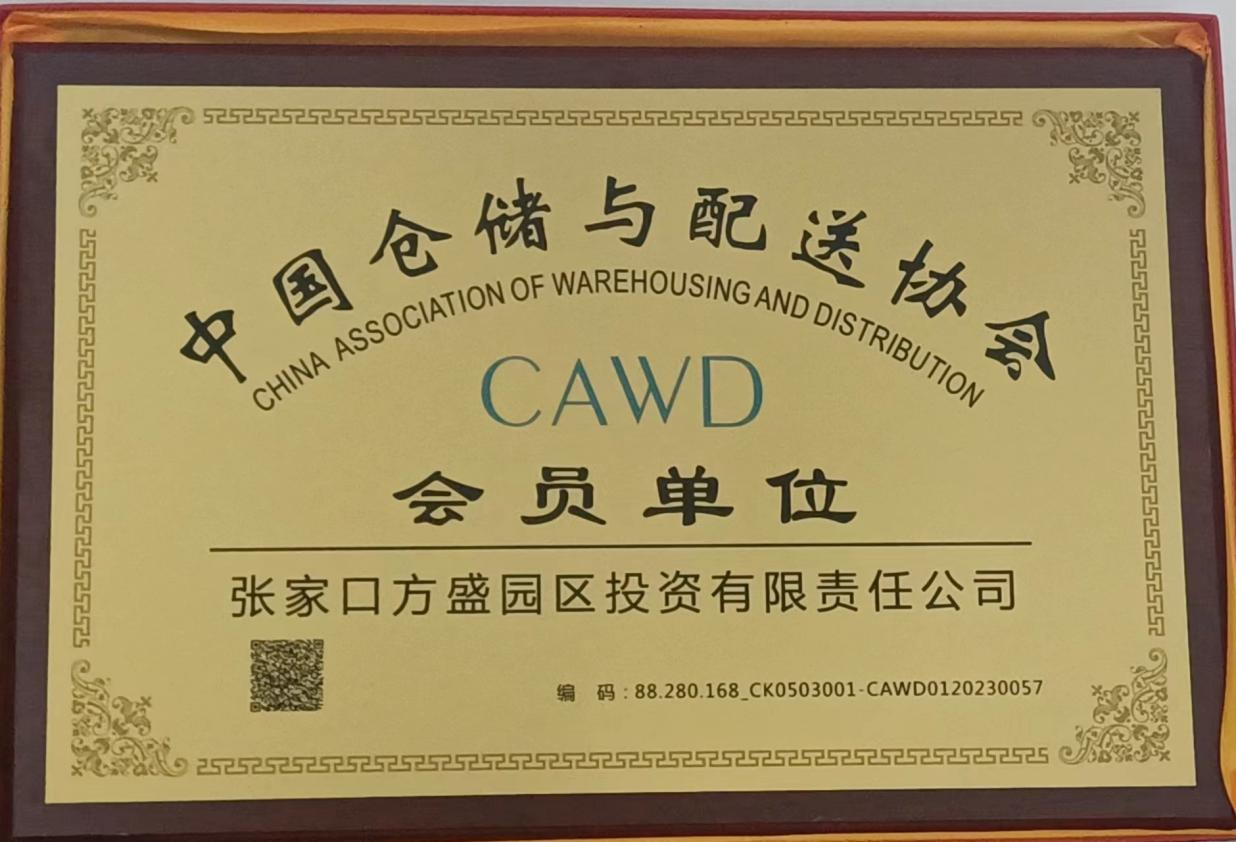 中国仓储与配送协会
CHINA ASSOCIATION OF WAREHOUSING AND DISTRIBUTION
CAWD
会员单位
张家口方盛园区投资有限责任公司
编 码：88.280.168_CK0503001-CAWD0120230057